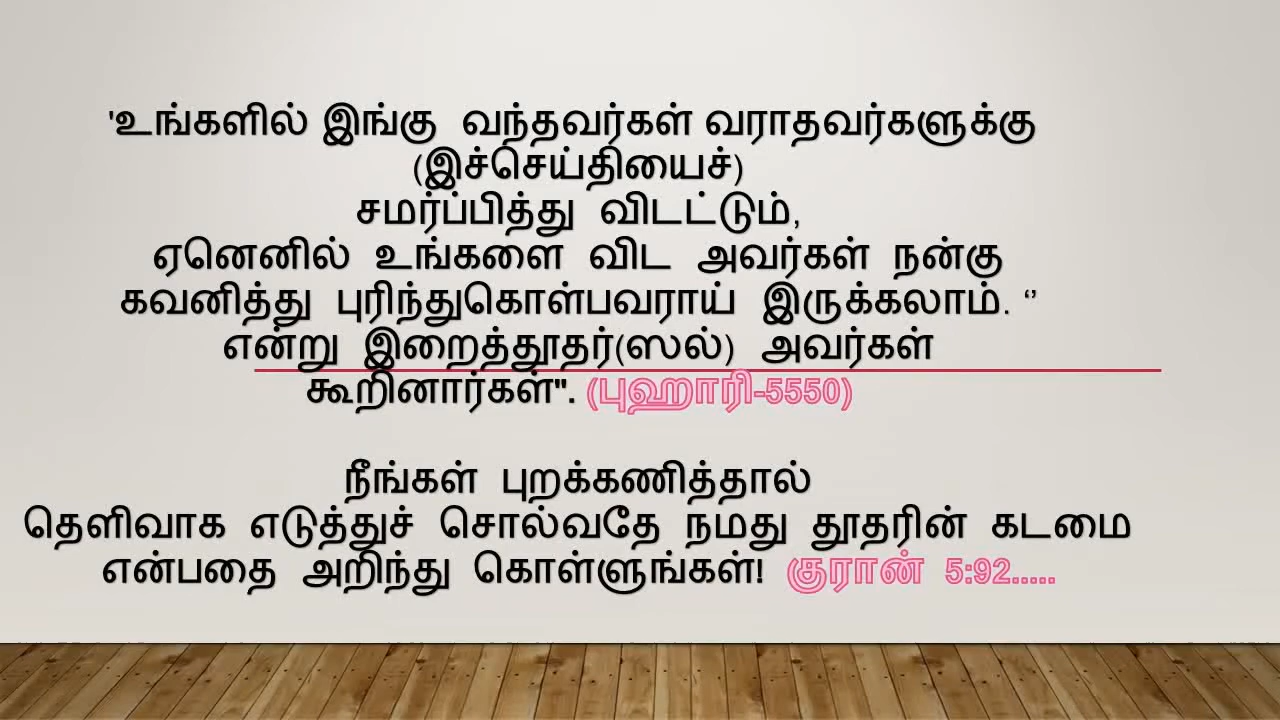 'உங்களில் இங்கு வந்தவர்கள் வராதவர்களுக்கு
(இச்செய்தியைச்)
சமர்ப்பித்து விடட்டும்,
ஏனெனில் உங்களை விட அவர்கள் நன்கு
கவனித்து புரிந்துகொள்பவராய் இருக்கலாம். ‘’
என்று இறைத்தூதர்(ஸல்) அவர்கள்
கூறினார்கள்". (புஹாரி-5550)
நீங்கள் புறக்கணித்தால்
தெளிவாக எடுத்துச் சொல்வதே நமது தூதரின் கடமை
என்பதை அறிந்து கொள்ளுங்கள்! குரான் 5:92.....